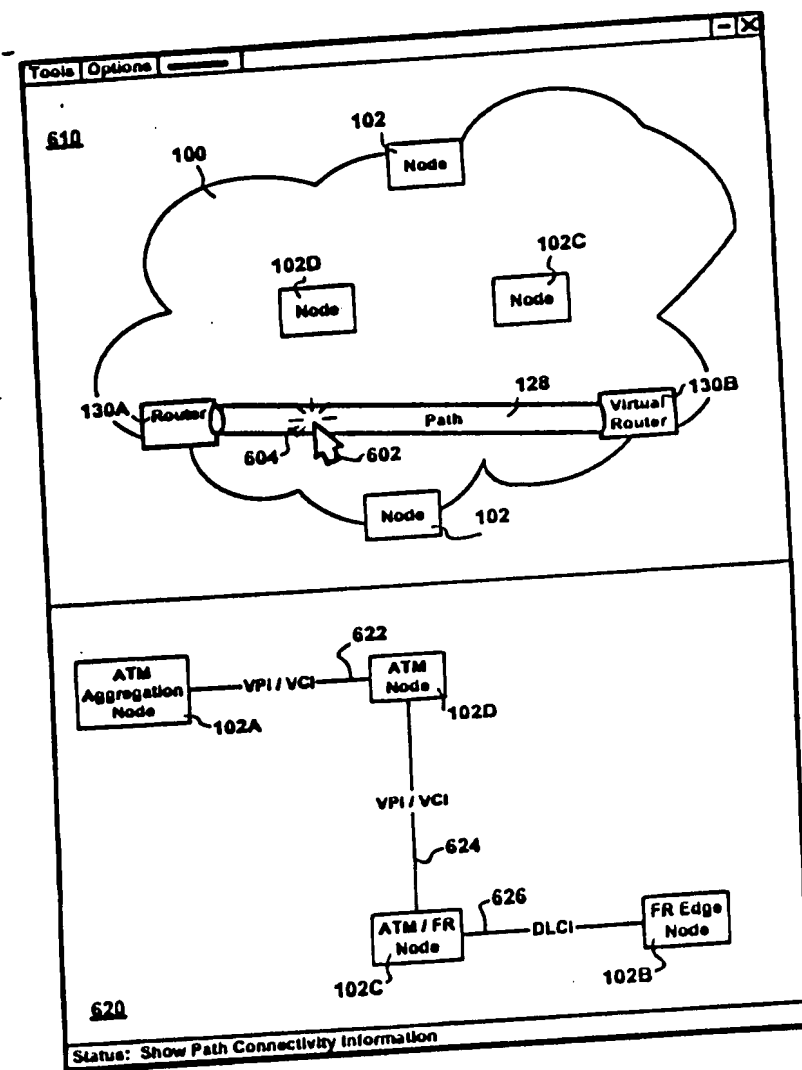 Tools Options
610
102
Node
100
102D
Node
102C
Node
130A
Router
128
Path
Virtual
Router
130B
604
602
Node
102
622
ATM
Aggregation
Node
VPI / VCI
ATM
Node
102A
102D
VPI / VCI
624
626
ATM / FR
Node
DLCI
FR Edge
Node
102C
102B
620
Status: Show Path Connectivity Information